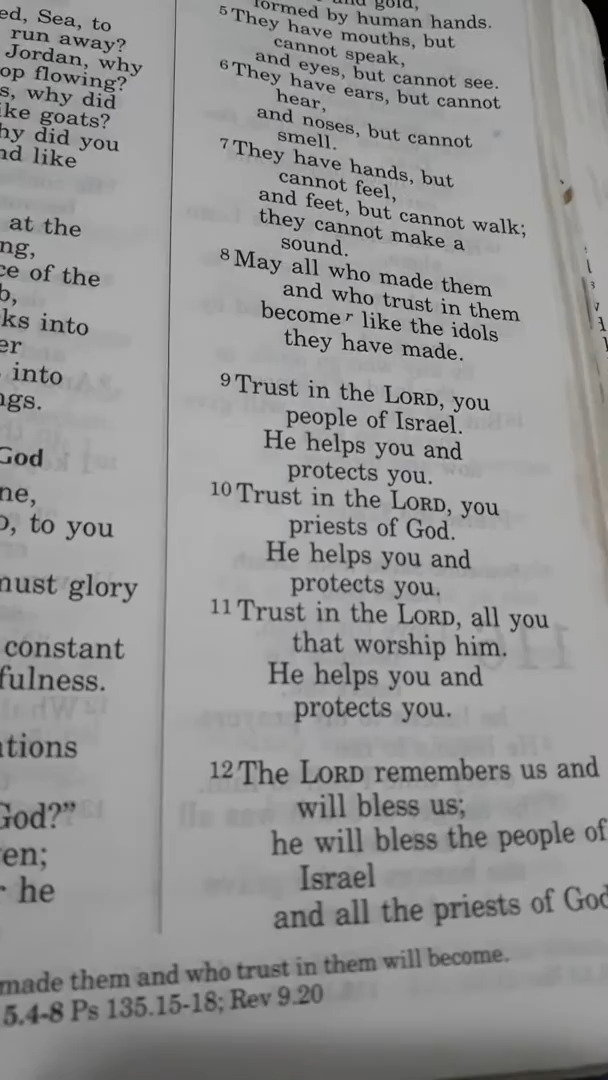 ed, Sea, to
run away?
Jordan, why
op flowing?
s, why did
ike goats?
hy did you
nd like
at the
ng,
ce of the
b,
ks into
er
into
ngs.
God
ne,
to you
must glory
constant
fulness.
ations
God?”
en;
he
and gold,
formed by human hands.
5 They have mouths, but
cannot speak,
and eyes, but cannot see.
6 They have ears, but cannot
hear,
and noses, but cannot
smell.
7 They have hands, but
cannot feel,
and feet, but cannot walk;
they cannot make a
sound.
8 May all who made them
and who trust in them
become r like the idols
they have made.
9 Trust in the LORD, you
people of Israel.
He helps you and
protects you.
10 Trust in the LORD, you
priests of God.
He helps you and
protects you.
11 Trust in the LORD, all you
that worship him.
He helps you and
protects you.
12 The LORD remembers us and
will bless us;
he will bless the people of
Israel
and all the priests of God
made them and who trust in them will become.
5.4-8 Ps 135.15-18; Rev 9.20